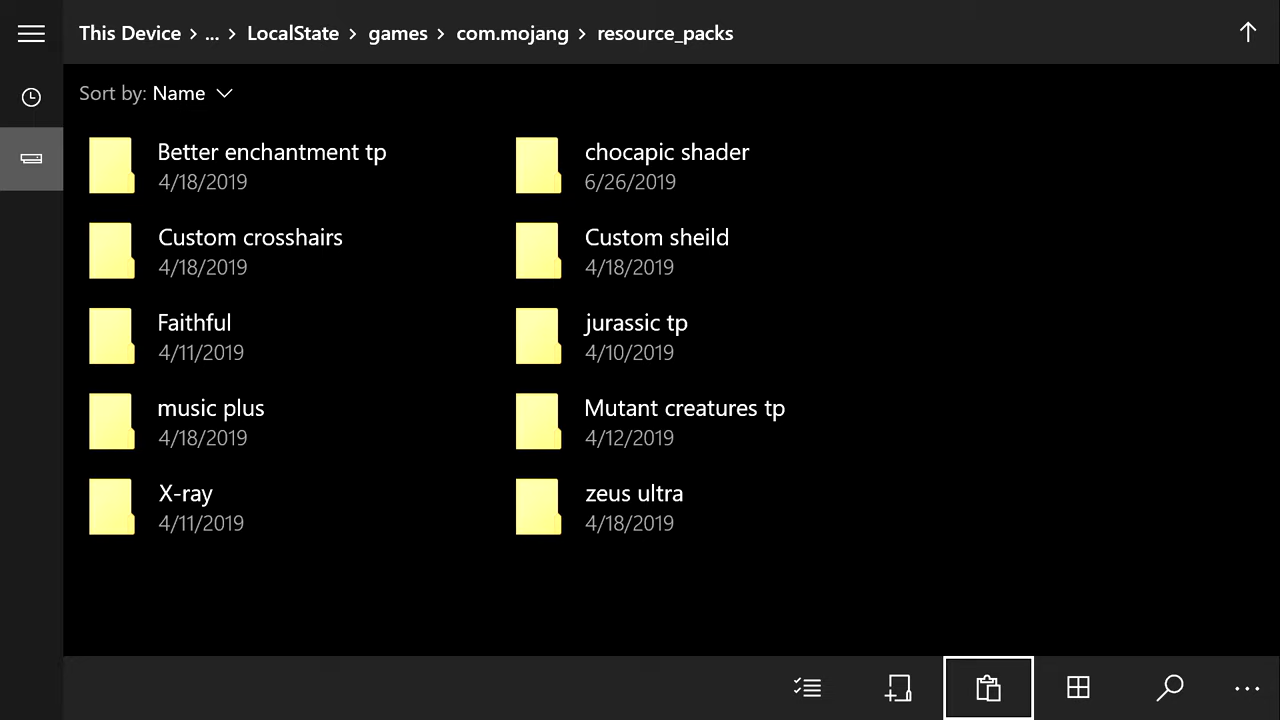 This Device > ... > LocalState > games > com.mojang > resource_packs
Sort by: Name
Better enchantment tp
4/18/2019
chocapic shader
6/26/2019
Custom crosshairs
4/18/2019
Custom sheild
4/18/2019
Faithful
4/11/2019
jurassic tp
4/10/2019
music plus
4/18/2019
Mutant creatures tp
4/12/2019
X-ray
4/11/2019
zeus ultra
4/18/2019